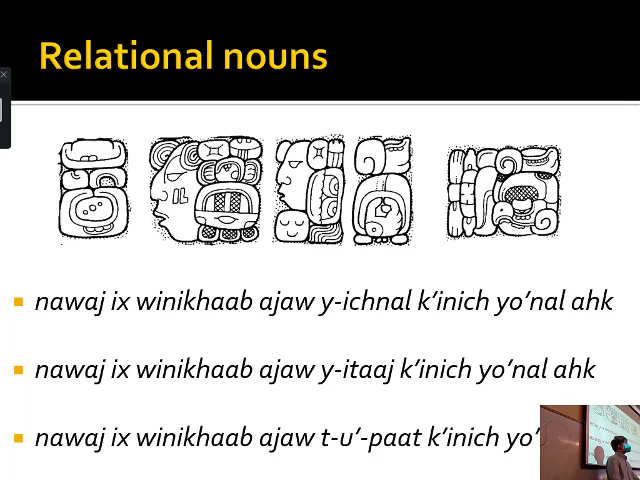 Relational nouns
nawaj ix winikhaab ajaw y-ichnal k'inich yo'nal ahk
nawaj ix winikhaab ajaw y-itaaj k'inich yo'nal ahk
nawaj ix winikhaab ajaw t-u'-paat k'inich yo'